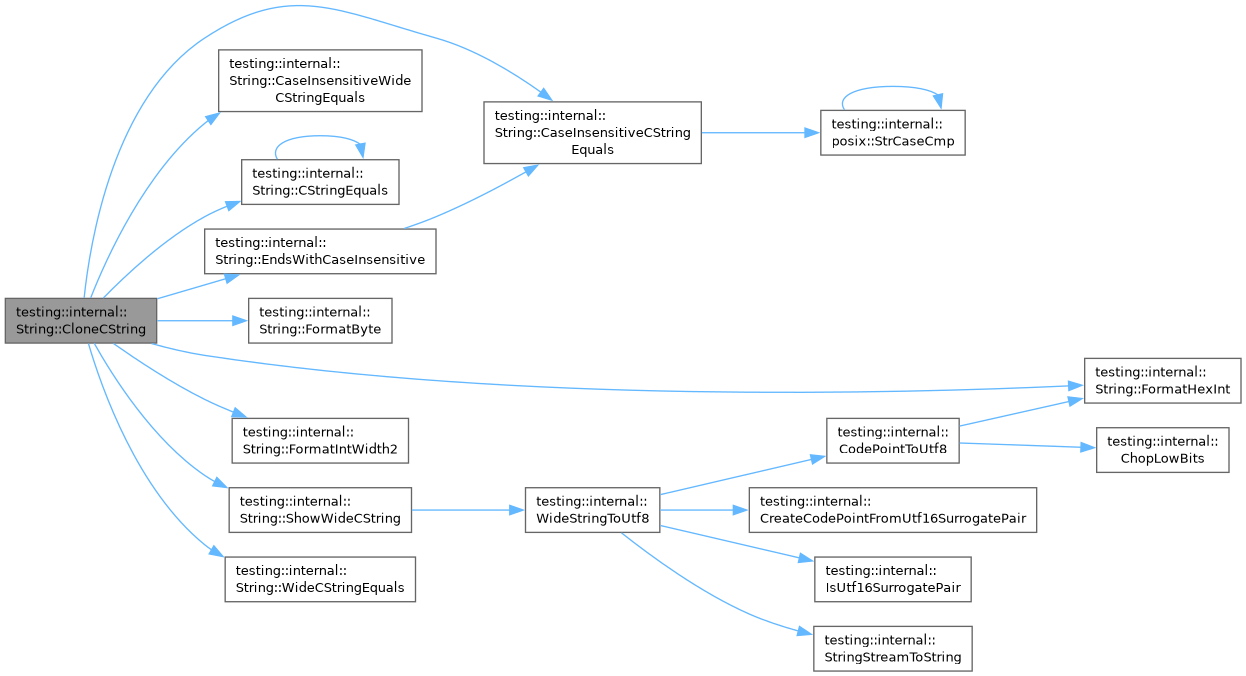 testing::internal::
String::CaseInsensitiveWide
CStringEquals
testing::internal::
String::CaseInsensitiveCString
Equals
testing::internal::
posix::StrCaseCmp
testing::internal::
String::CStringEquals
testing::internal::
String::EndsWithCaseInsensitive
testing::internal::
String::CloneCString
testing::internal::
String::FormatByte
testing::internal::
String::FormatHexInt
testing::internal::
String::FormatIntWidth2
testing::internal::
CodePointToUtf8
testing::internal::
ChopLowBits
testing::internal::
String::ShowWideCString
testing::internal::
WideStringToUtf8
testing::internal::
CreateCodePointFromUtf16SurrogatePair
testing::internal::
String::WideCStringEquals
testing::internal::
IsUtf16SurrogatePair
testing::internal::
StringStreamToString